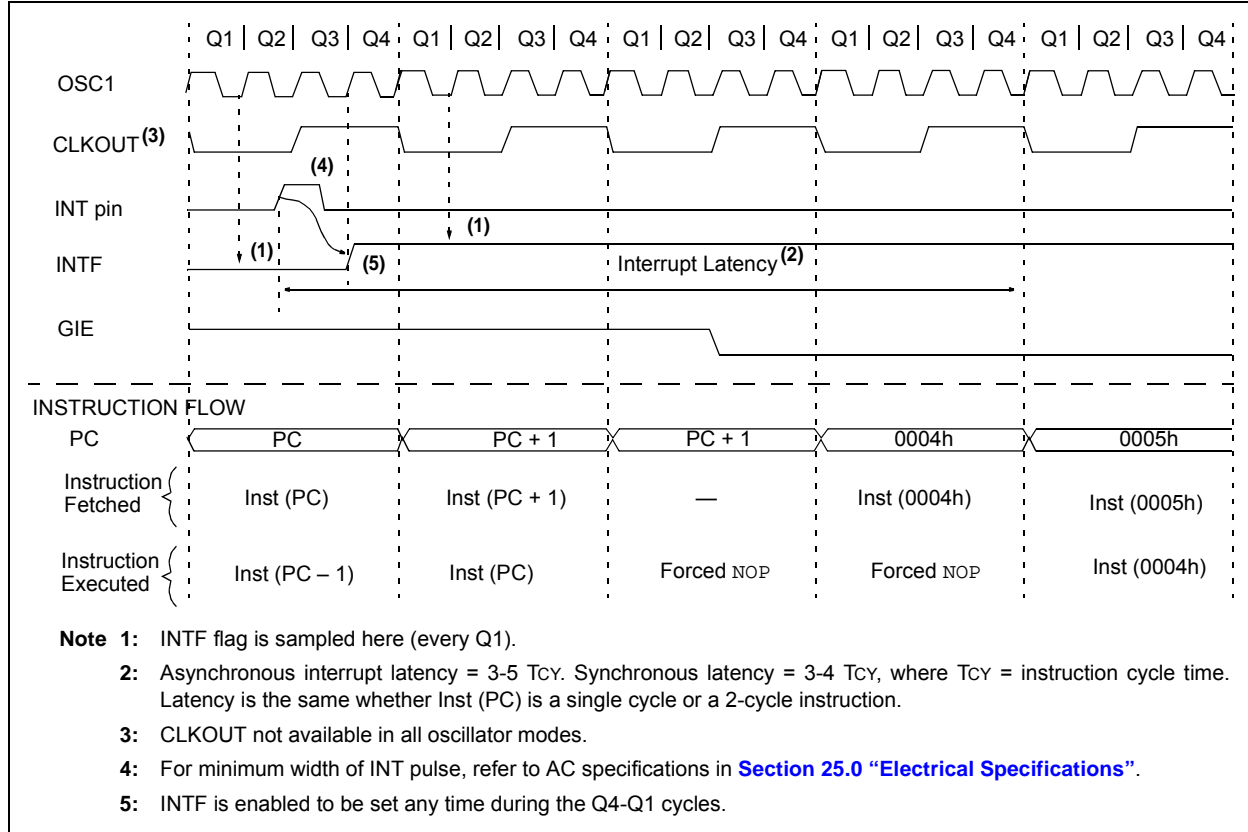 Q1 Q2 Q3 Q4 Q1 Q2 Q3 Q4 Q1 Q2 Q3 Q4 Q1 Q2 Q3 Q4 Q1 Q2 Q3 Q4
OSC1
CLKOUT(3)
(4)
INT pin
(1)
(1)
INTF
(5)
Interrupt Latency(2)
GIE
INSTRUCTION FLOW
PC PC PC + 1 PC + 1 0004h 0005h
Instruction
Fetched
Inst (PC) Inst (PC + 1) — Inst (0004h) Inst (0005h)
Instruction
Executed
Inst (PC – 1) Inst (PC) Forced NOP Forced NOP Inst (0004h)
Note 1: INTF flag is sampled here (every Q1).
2: Asynchronous interrupt latency = 3-5 TCY. Synchronous latency = 3-4 TCY, where TCY = instruction cycle time.
Latency is the same whether Inst (PC) is a single cycle or a 2-cycle instruction.
3: CLKOUT not available in all oscillator modes.
4: For minimum width of INT pulse, refer to AC specifications in Section 25.0 “Electrical Specifications”.
5: INTF is enabled to be set any time during the Q4-Q1 cycles.